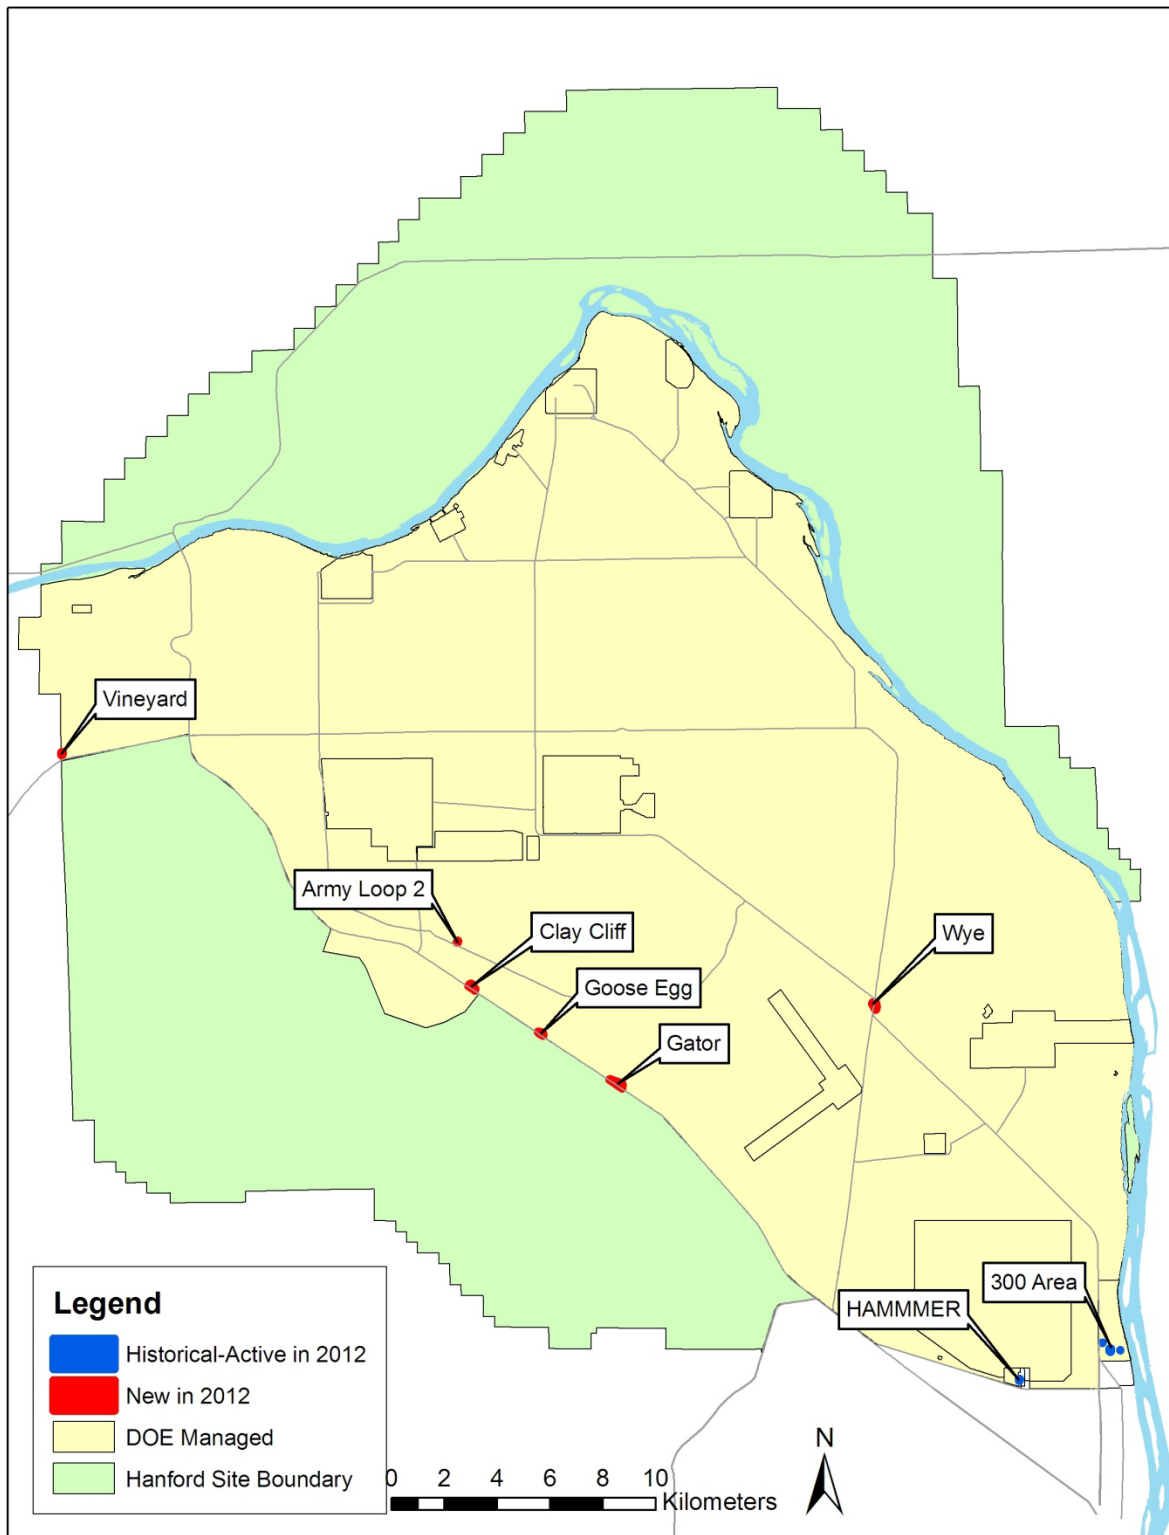 Vineyard
Army Loop 2
Clay Cliff
Wye
Goose Egg
Gator
300 Area
HAMMMER
Legend
Historical-Active in 2012
New in 2012
DOE Managed
Hanford Site Boundary
N
0 2 4 6 8 10
Kilometers